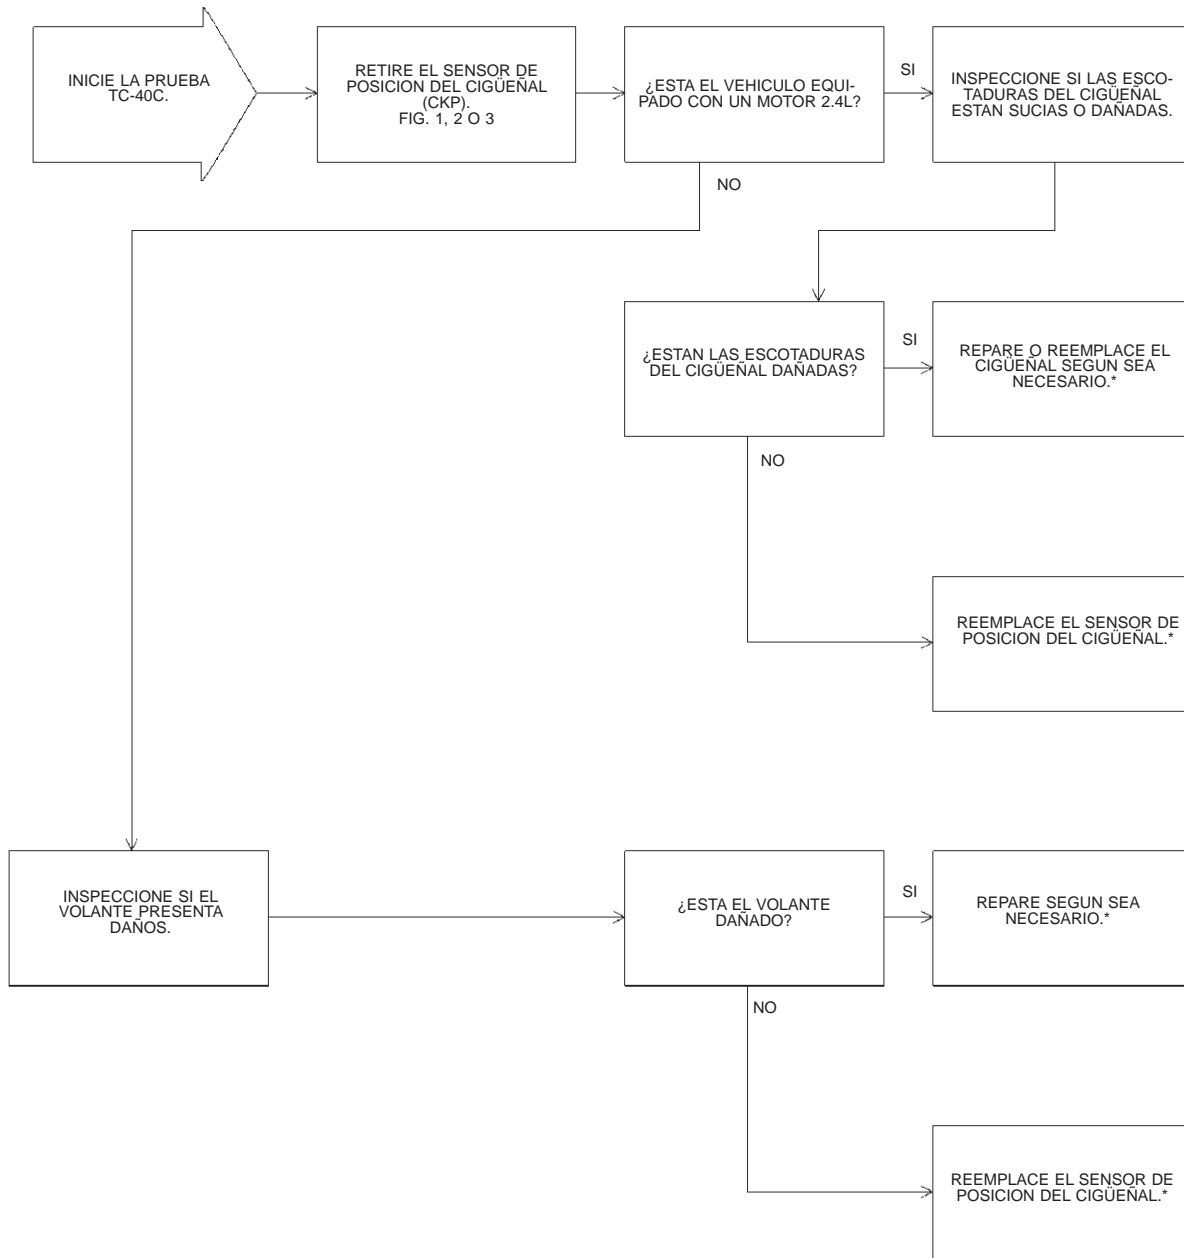 INICIE LA PRUEBA
TC-40C.
RETIRE EL SENSOR DE
POSICION DEL CIGÜEÑAL
(CKP).
FIG. 1, 2 O 3
¿ESTA EL VEHICULO EQUI-
PADO CON UN MOTOR 2.4L?
SI
INSPECCIONE SI LAS ESCO-
TADURAS DEL CIGÜEÑAL
ESTAN SUCIAS O DAÑADAS.
NO
¿ESTAN LAS ESCOTADURAS
DEL CIGÜEÑAL DAÑADAS?
SI
REPARE O REEMPLACE EL
CIGÜEÑAL SEGUN SEA
NECESARIO.*
NO
REEMPLACE EL SENSOR DE
POSICION DEL CIGÜEÑAL.*
INSPECCIONE SI EL
VOLANTE PRESENTA
DAÑOS.
¿ESTA EL VOLANTE
DAÑADO?
SI
REPARE SEGUN SEA
NECESARIO.*
NO
REEMPLACE EL SENSOR DE
POSICION DEL CIGÜEÑAL.*